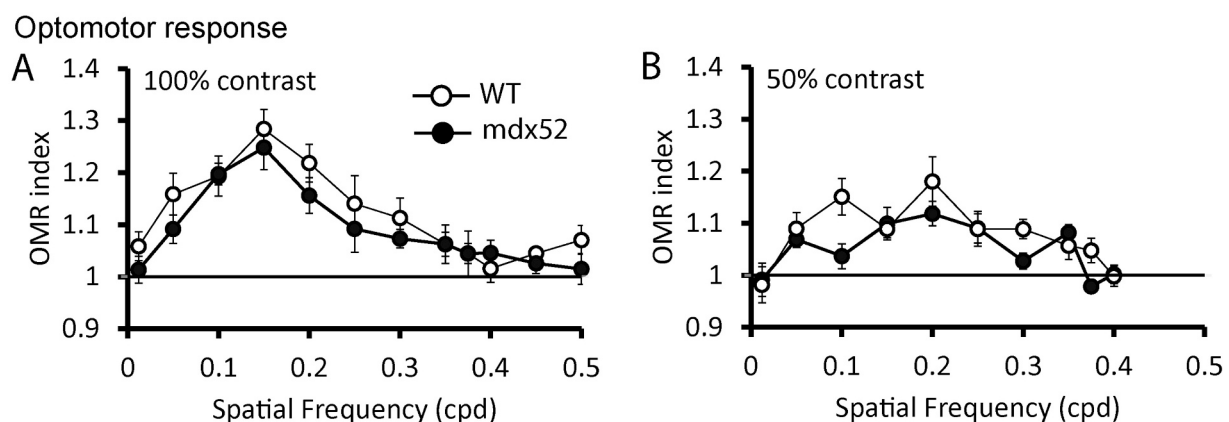 Optomotor response
A
100% contrast
WT
mdx52
OMR index
1.4
1.3
1.2
1.1
1
0.9
0 0.1 0.2 0.3 0.4 0.5
Spatial Frequency (cpd)
B
50% contrast
OMR index
1.4
1.3
1.2
1.1
1
0.9
0 0.1 0.2 0.3 0.4 0.5
Spatial Frequency (cpd)